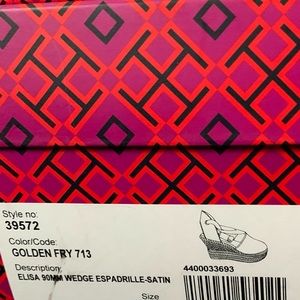 Style no:
39572
Color/Code:
GOLDEN FRY 713
Description:
ELISA 90MM WEDGE ESPADRILLE-SATIN
4400033693
Size